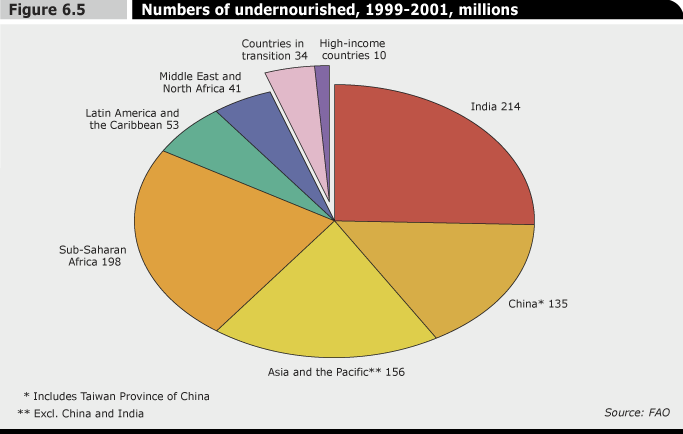 Figure 6.5
Numbers of undernourished, 1999-2001, millions
Countries in
transition 34
High-income
countries 10
Middle East and
North Africa 41
India 214
Latin America and
the Caribbean 53
Sub-Saharan
Africa 198
China* 135
Asia and the Pacific** 156
* Includes Taiwan Province of China
** Excl. China and India
Source: FAO